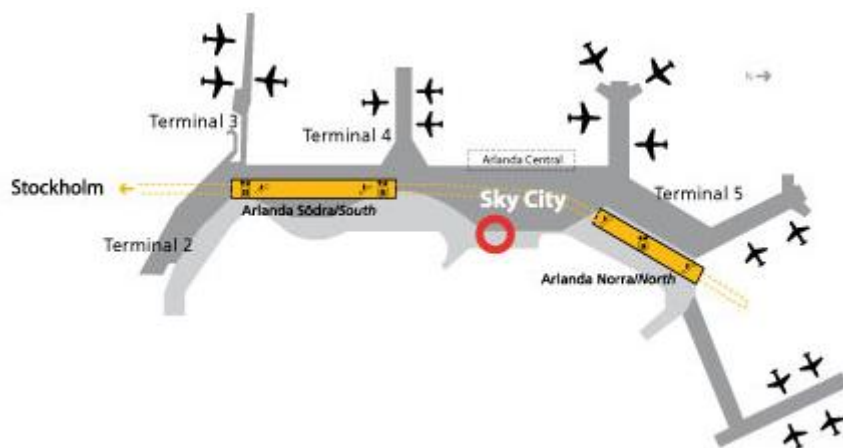 N
Terminal 3
Terminal 4
Arlanda Central
Stockholm
Sky City
Terminal 5
Arlanda Södra/South
Terminal 2
Arlanda Norra/North